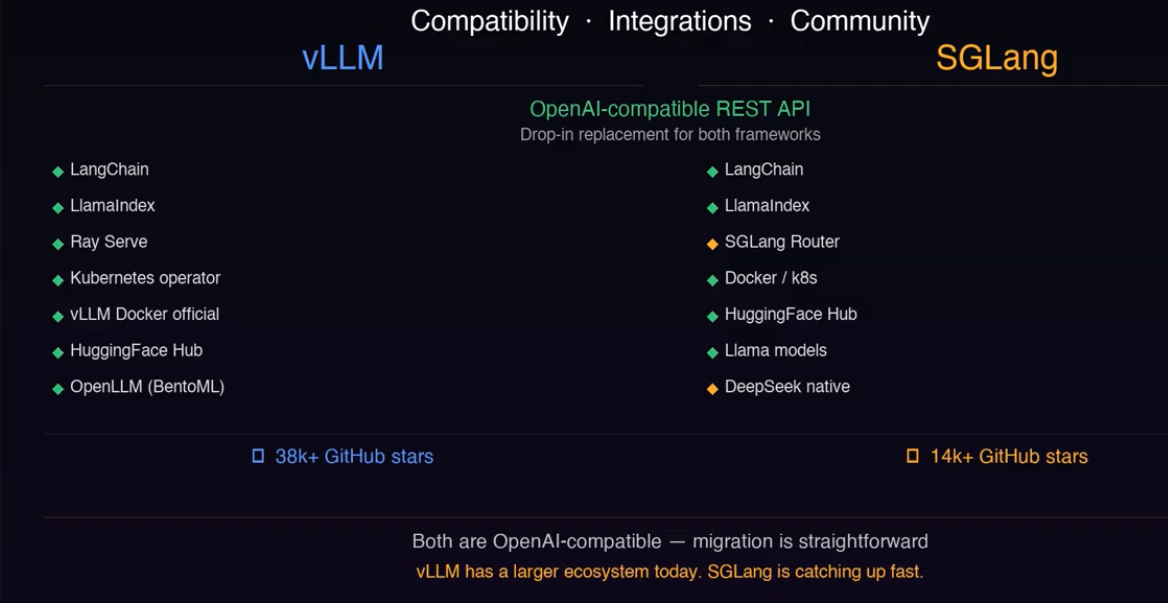 Compatibility · Integrations · Community
vLLM
SGLang
OpenAI-compatible REST API
Drop-in replacement for both frameworks
LangChain
LlamaIndex
Ray Serve
Kubernetes operator
vLLM Docker official
HuggingFace Hub
OpenLLM (BentoML)
LangChain
LlamaIndex
SGLang Router
Docker / k8s
HuggingFace Hub
Llama models
DeepSeek native
38k+ GitHub stars
14k+ GitHub stars
Both are OpenAI-compatible — migration is straightforward
vLLM has a larger ecosystem today. SGLang is catching up fast.